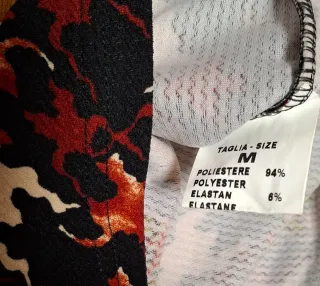 TAGLIA - SIZE
M
POLIESTERE 94%
POLYESTER
ELASTAN 6%
ELASTANE